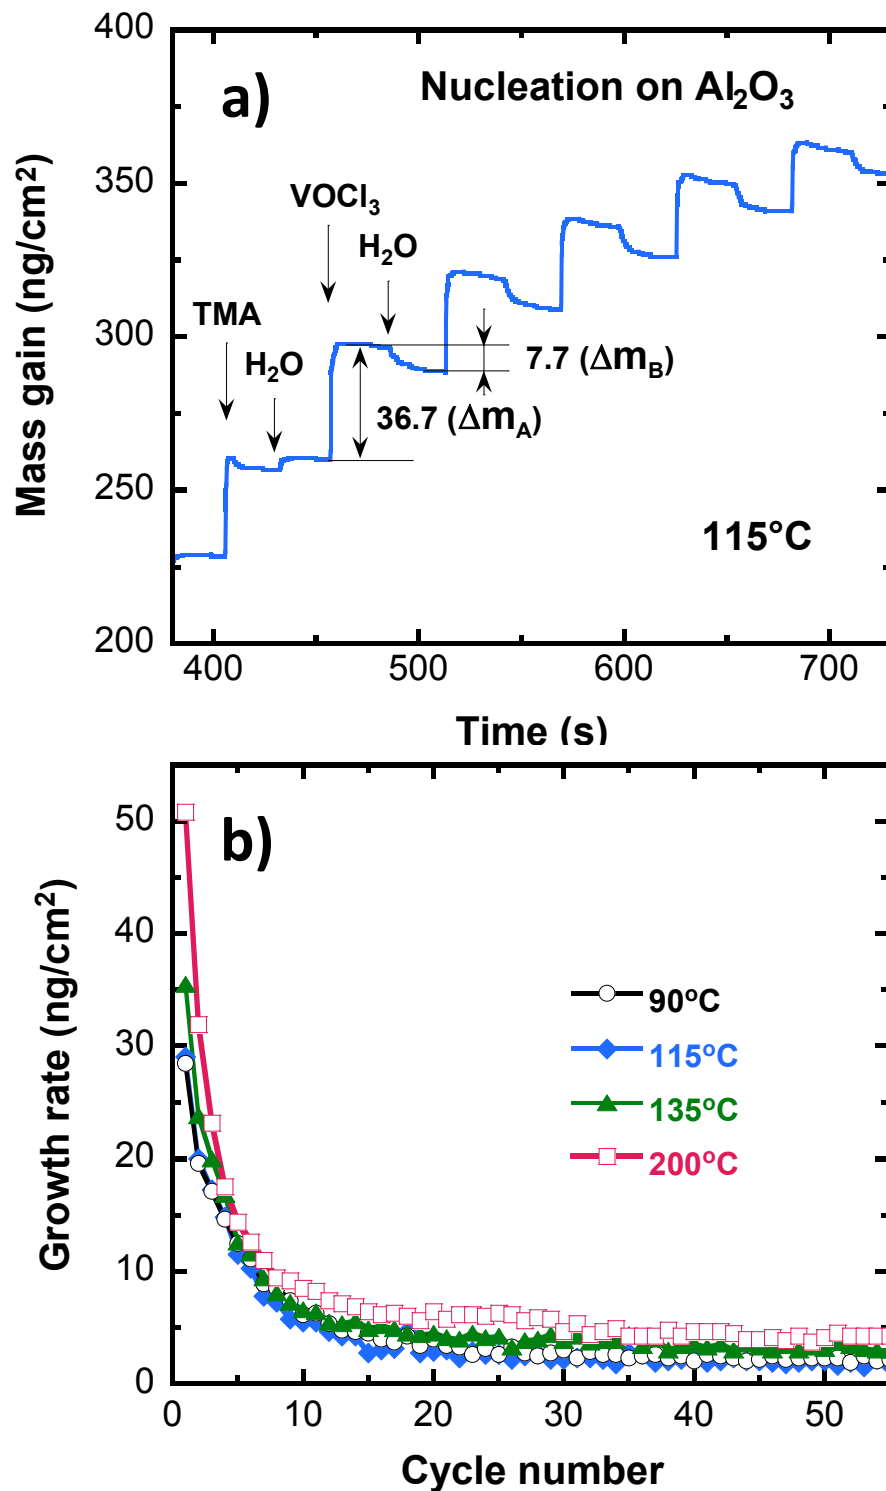 400
a)
Nucleation on Al₂O₃
350
VOCl₃
H₂O
TMA
300
H₂O
7.7 (Δm_B)
36.7 (Δm_A)
250
115°C
200
Mass gain (ng/cm²)
400 500 600 700
Time (s)
50
b)
40
90°C
30
115°C
135°C
20
200°C
10
0
Growth rate (ng/cm²)
0 10 20 30 40 50
Cycle number